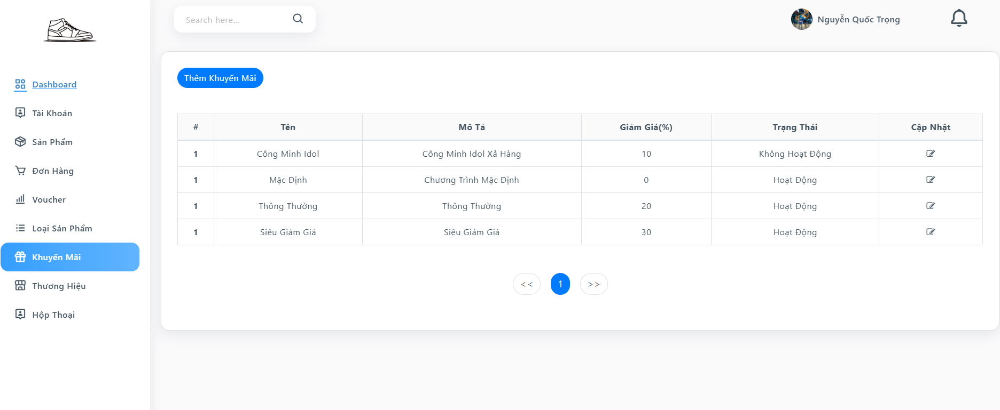 Search here...
Nguyễn Quốc Trọng
Dashboard
Tài Khoản
Sản Phẩm
Đơn Hàng
Voucher
Loại Sản Phẩm
Khuyến Mãi
Thương Hiệu
Hộp Thoại
Thêm Khuyến Mãi
# Tên Mô Tả Giảm Giá(%) Trạng Thái Cập Nhật
1 Công Minh Idol Công Minh Idol Xả Hàng 10 Không Hoạt Động
1 Mặc Định Chương Trình Mặc Định 0 Hoạt Động
1 Thông Thường Thông Thường 20 Hoạt Động
1 Siêu Giảm Giá Siêu Giảm Giá 30 Hoạt Động
<< 1 >>